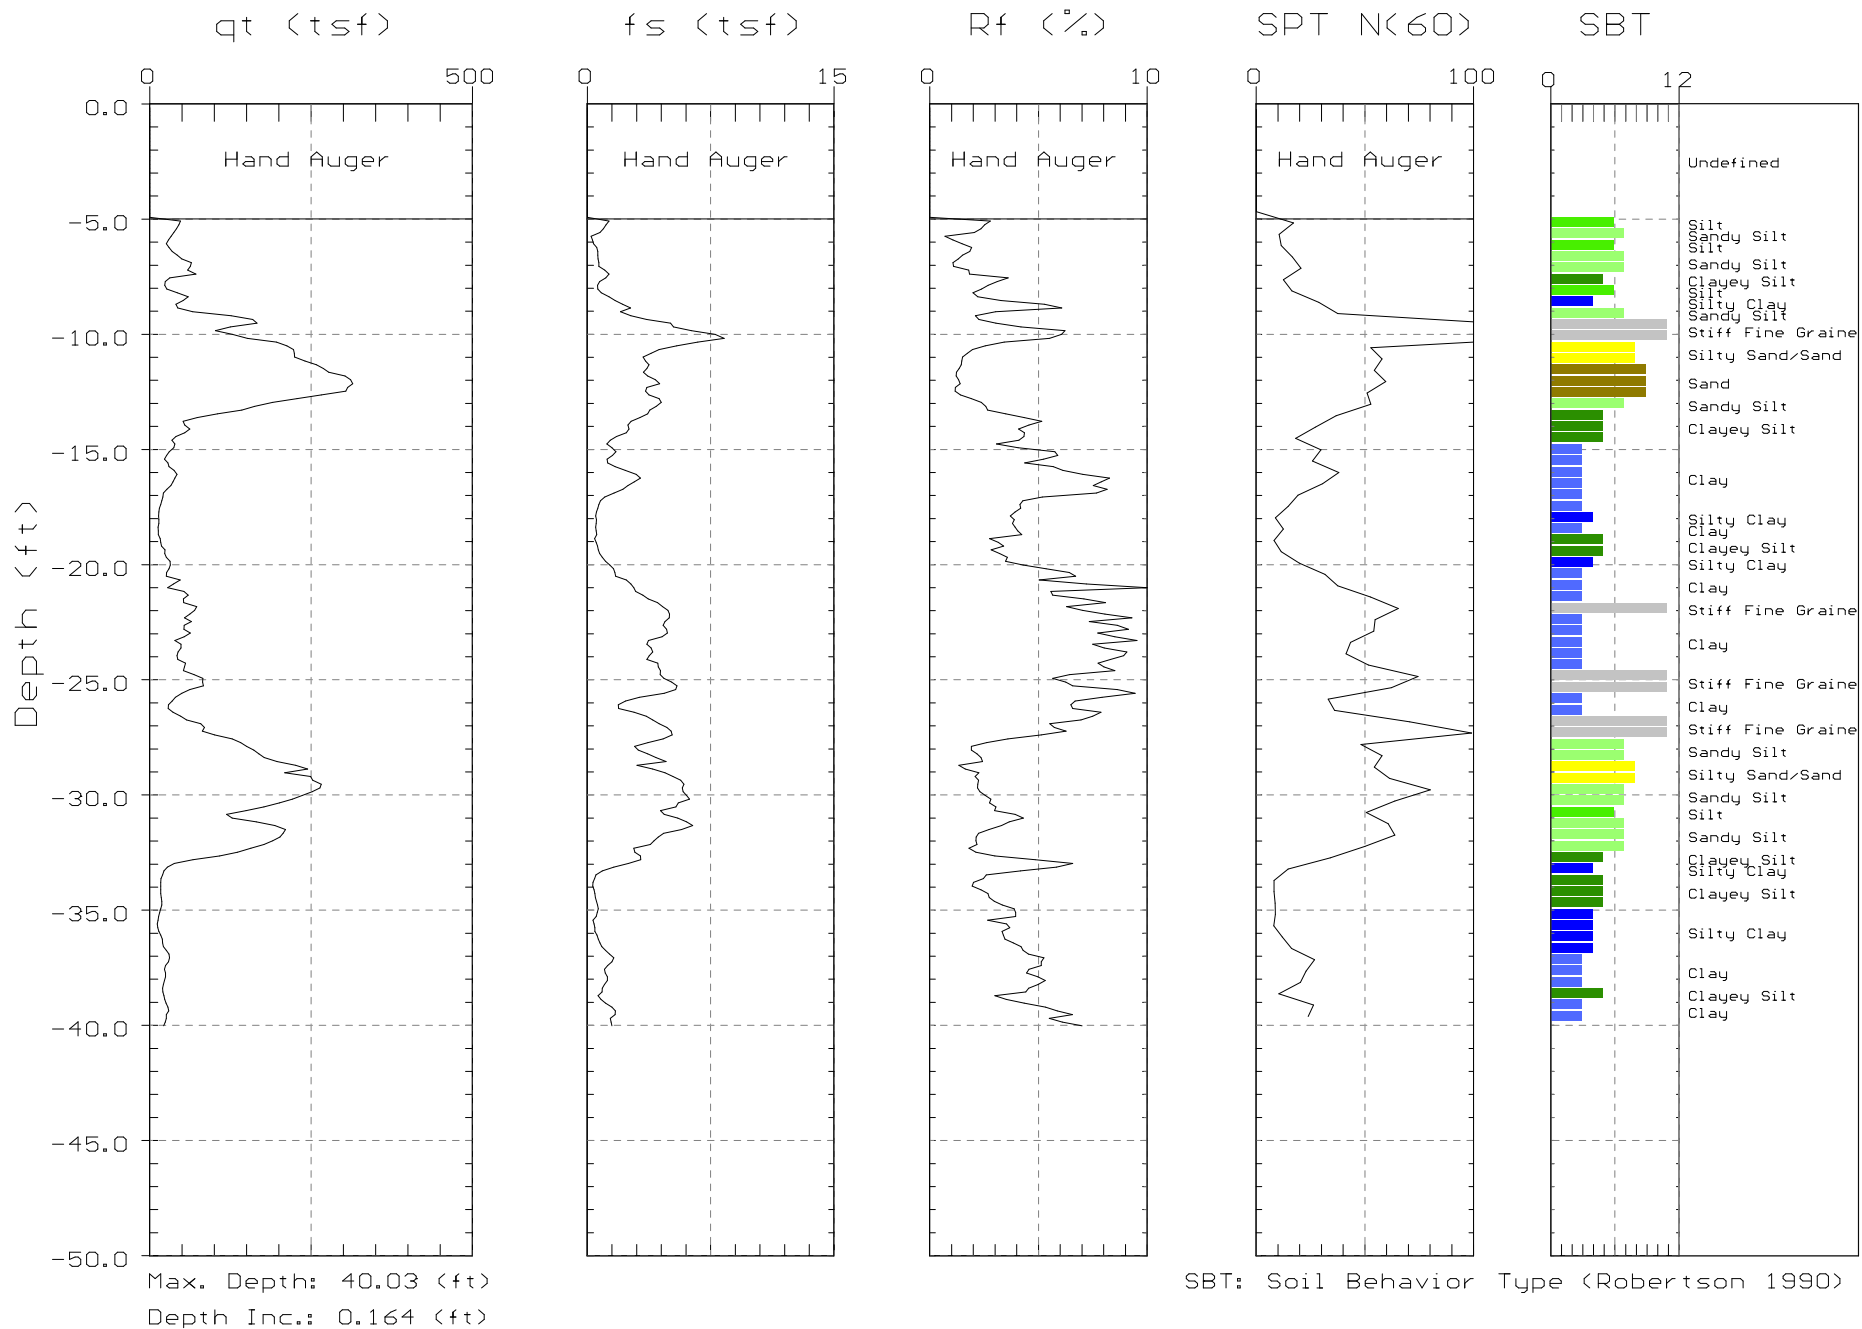 qt (tsf)
fs (tsf)
Rf (%)
SPT N(60)
SBT
0 500
0 15
0 10
0 100
0 12
0.0
Hand Auger
Hand Auger
Hand Auger
Hand Auger
Undefined
-5.0
Silt
Sandy Silt
Silt
Sandy Silt
Clayey Silt
Silt
Silty Clay
Sandy Silt
Stiff Fine Graine
-10.0
Silty Sand/Sand
Sand
Sandy Silt
Clayey Silt
-15.0
Clay
Silty Clay
Clay
Clayey Silt
Silty Clay
-20.0
Clay
Stiff Fine Graine
Clay
Stiff Fine Graine
-25.0
Clay
Stiff Fine Graine
Sandy Silt
Silty Sand/Sand
Sandy Silt
-30.0
Silt
Sandy Silt
Clayey Silt
Silty Clay
Clayey Silt
-35.0
Silty Clay
Clay
Clayey Silt
Clay
-40.0
-45.0
-50.0
Depth (ft)
Max. Depth: 40.03 (ft)
Depth Inc.: 0.164 (ft)
SBT: Soil Behavior Type (Robertson 1990)